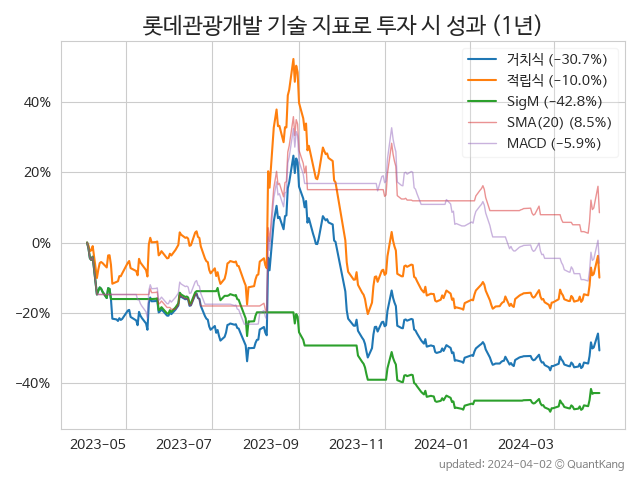 롯데관광개발 기술 지표로 투자 시 성과 (1년)
거치식 (−30.7%)
적립식 (−10.0%)
SigM (−42.8%)
SMA(20) (8.5%)
MACD (−5.9%)
40%
20%
0%
−20%
−40%
2023−05 2023−07 2023−09 2023−11 2024−01 2024−03
updated: 2024−04−02 © QuantKang